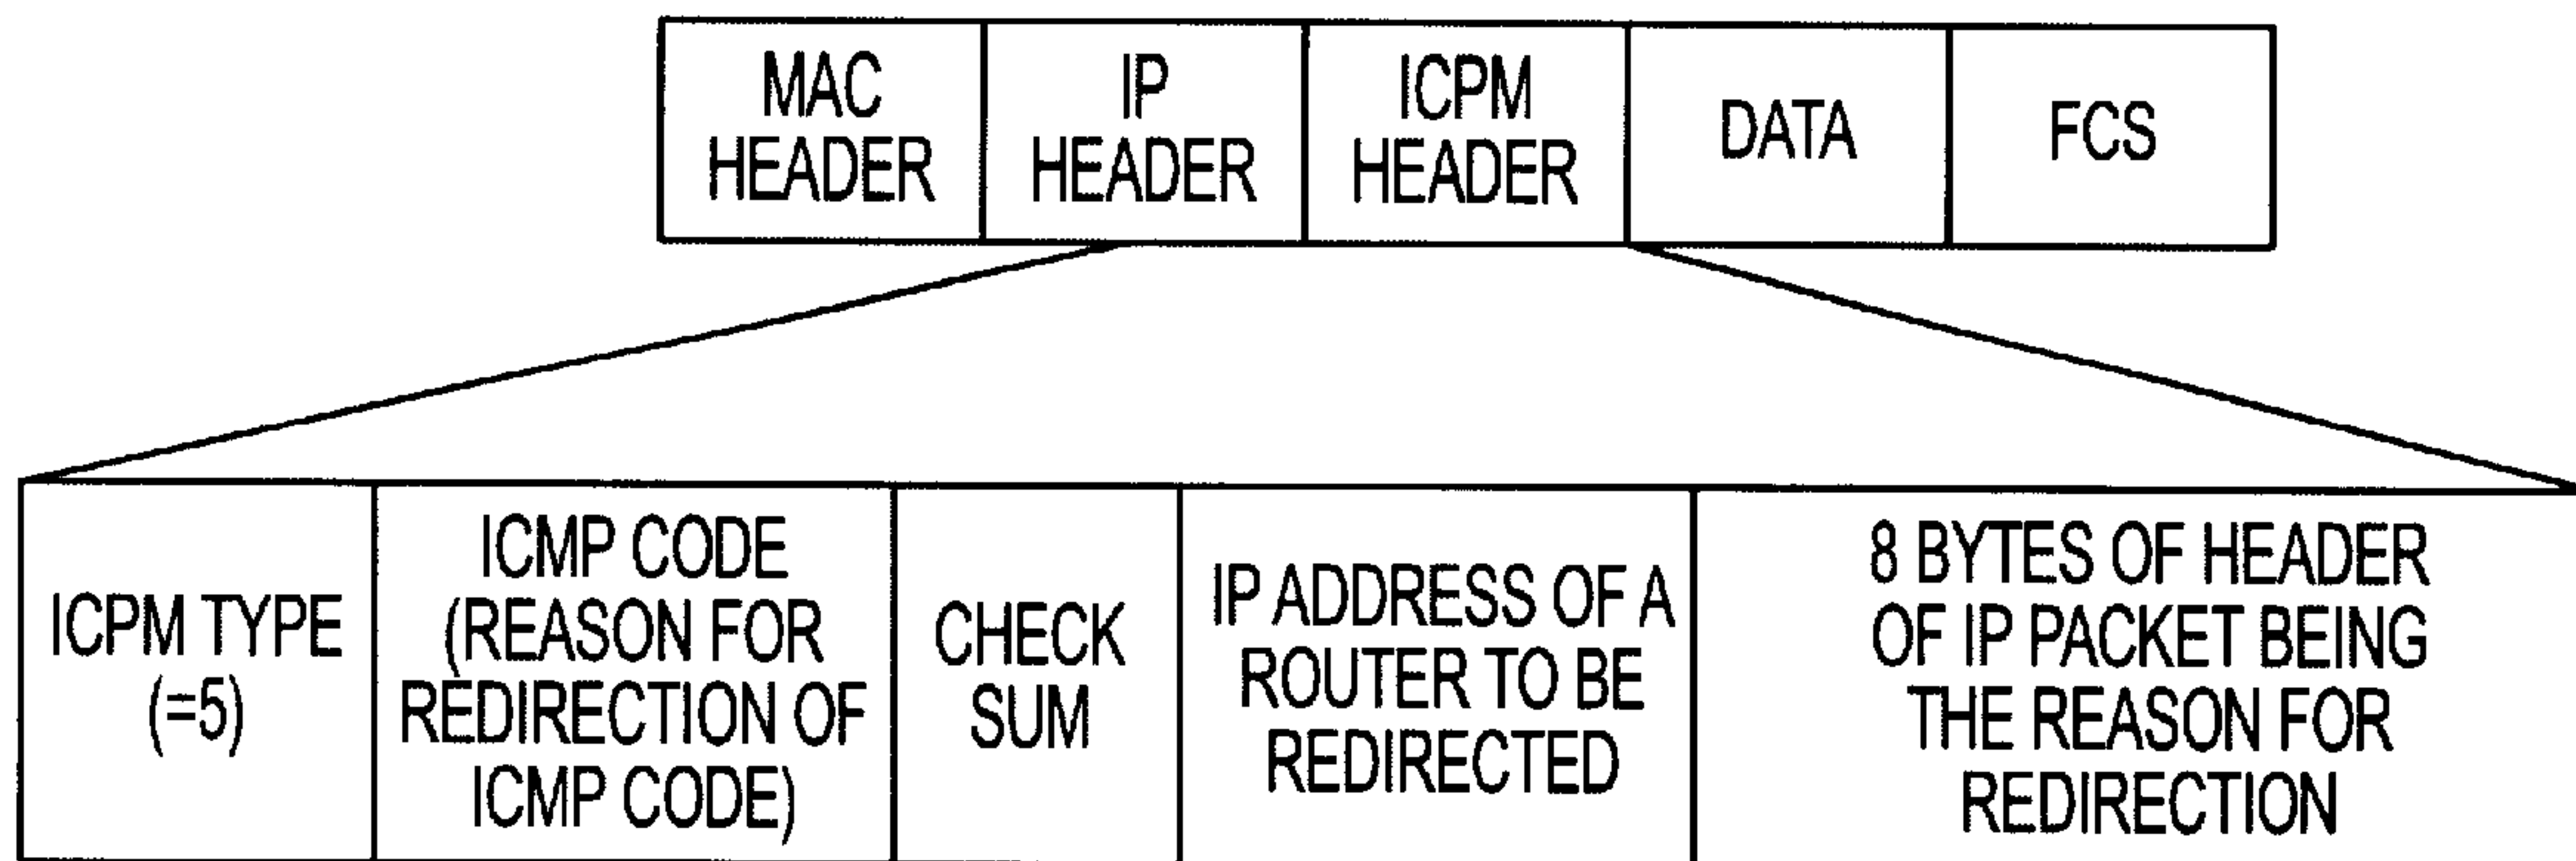 MAC
HEADER
IP
HEADER
ICPM
HEADER
DATA
FCS
ICPM TYPE
(=5)
ICMP CODE
(REASON FOR
REDIRECTION OF
ICMP CODE)
CHECK
SUM
IP ADDRESS OF A
ROUTER TO BE
REDIRECTED
8 BYTES OF HEADER
OF IP PACKET BEING
THE REASON FOR
REDIRECTION